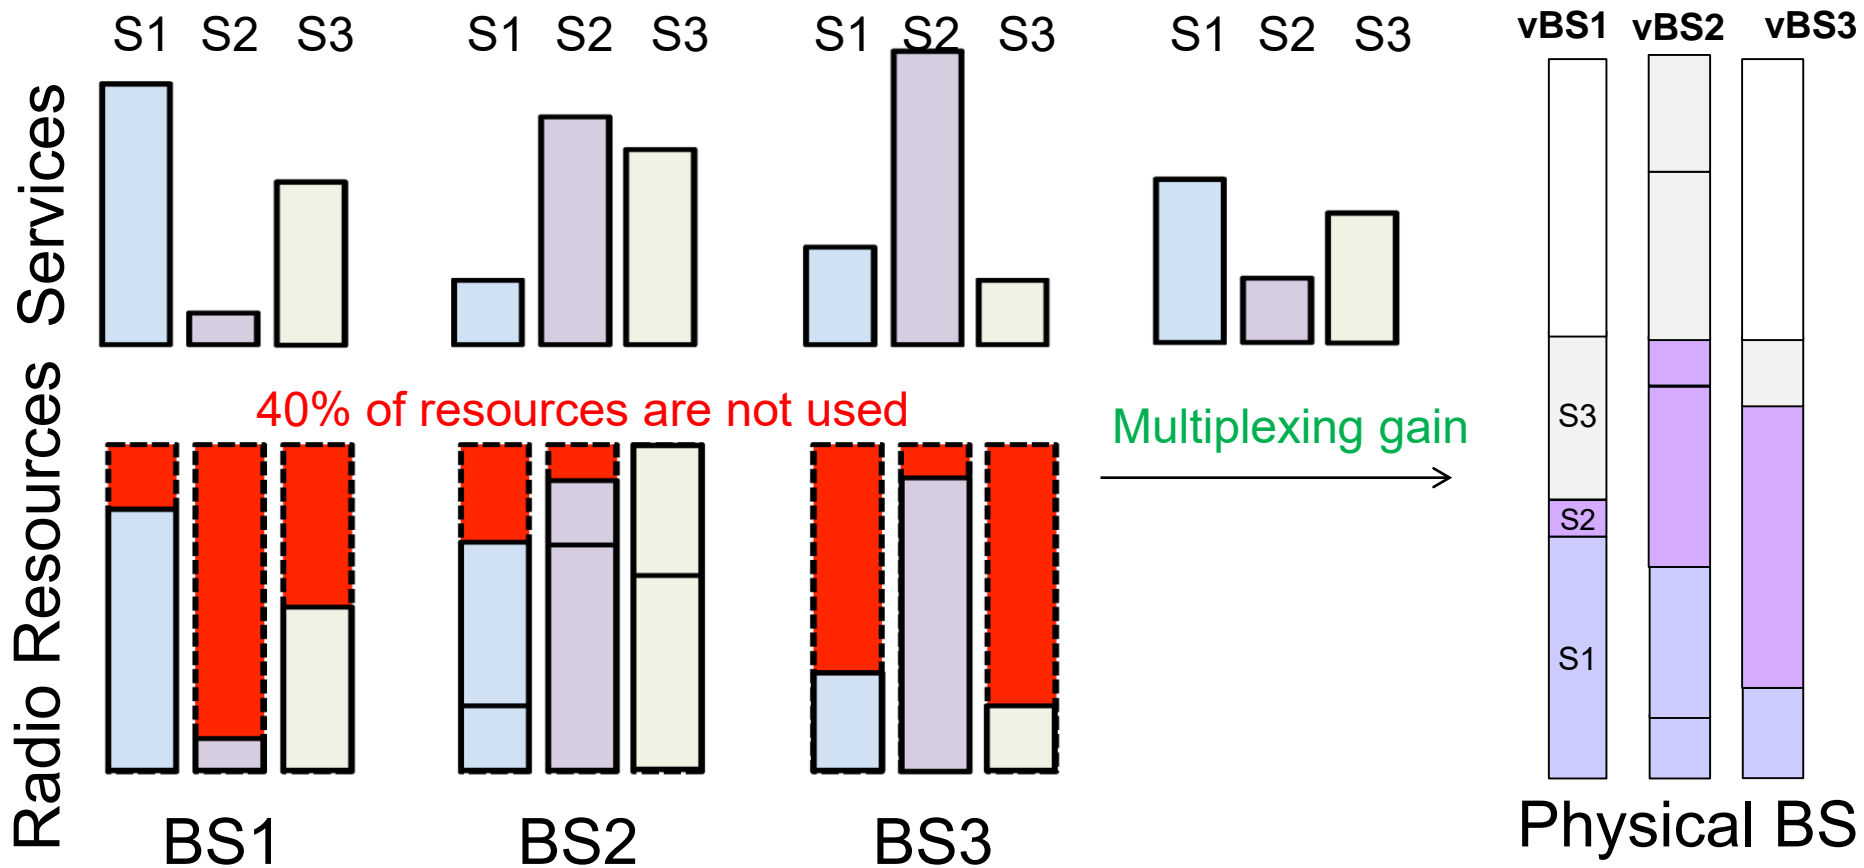 S1 S2 S3 S1 S2 S3 S1 S2 S3 S1 S2 S3
vBS1 vBS2 vBS3
Services
40% of resources are not used
Multiplexing gain
Radio Resources
S3
S2
S1
BS1 BS2 BS3
Physical BS